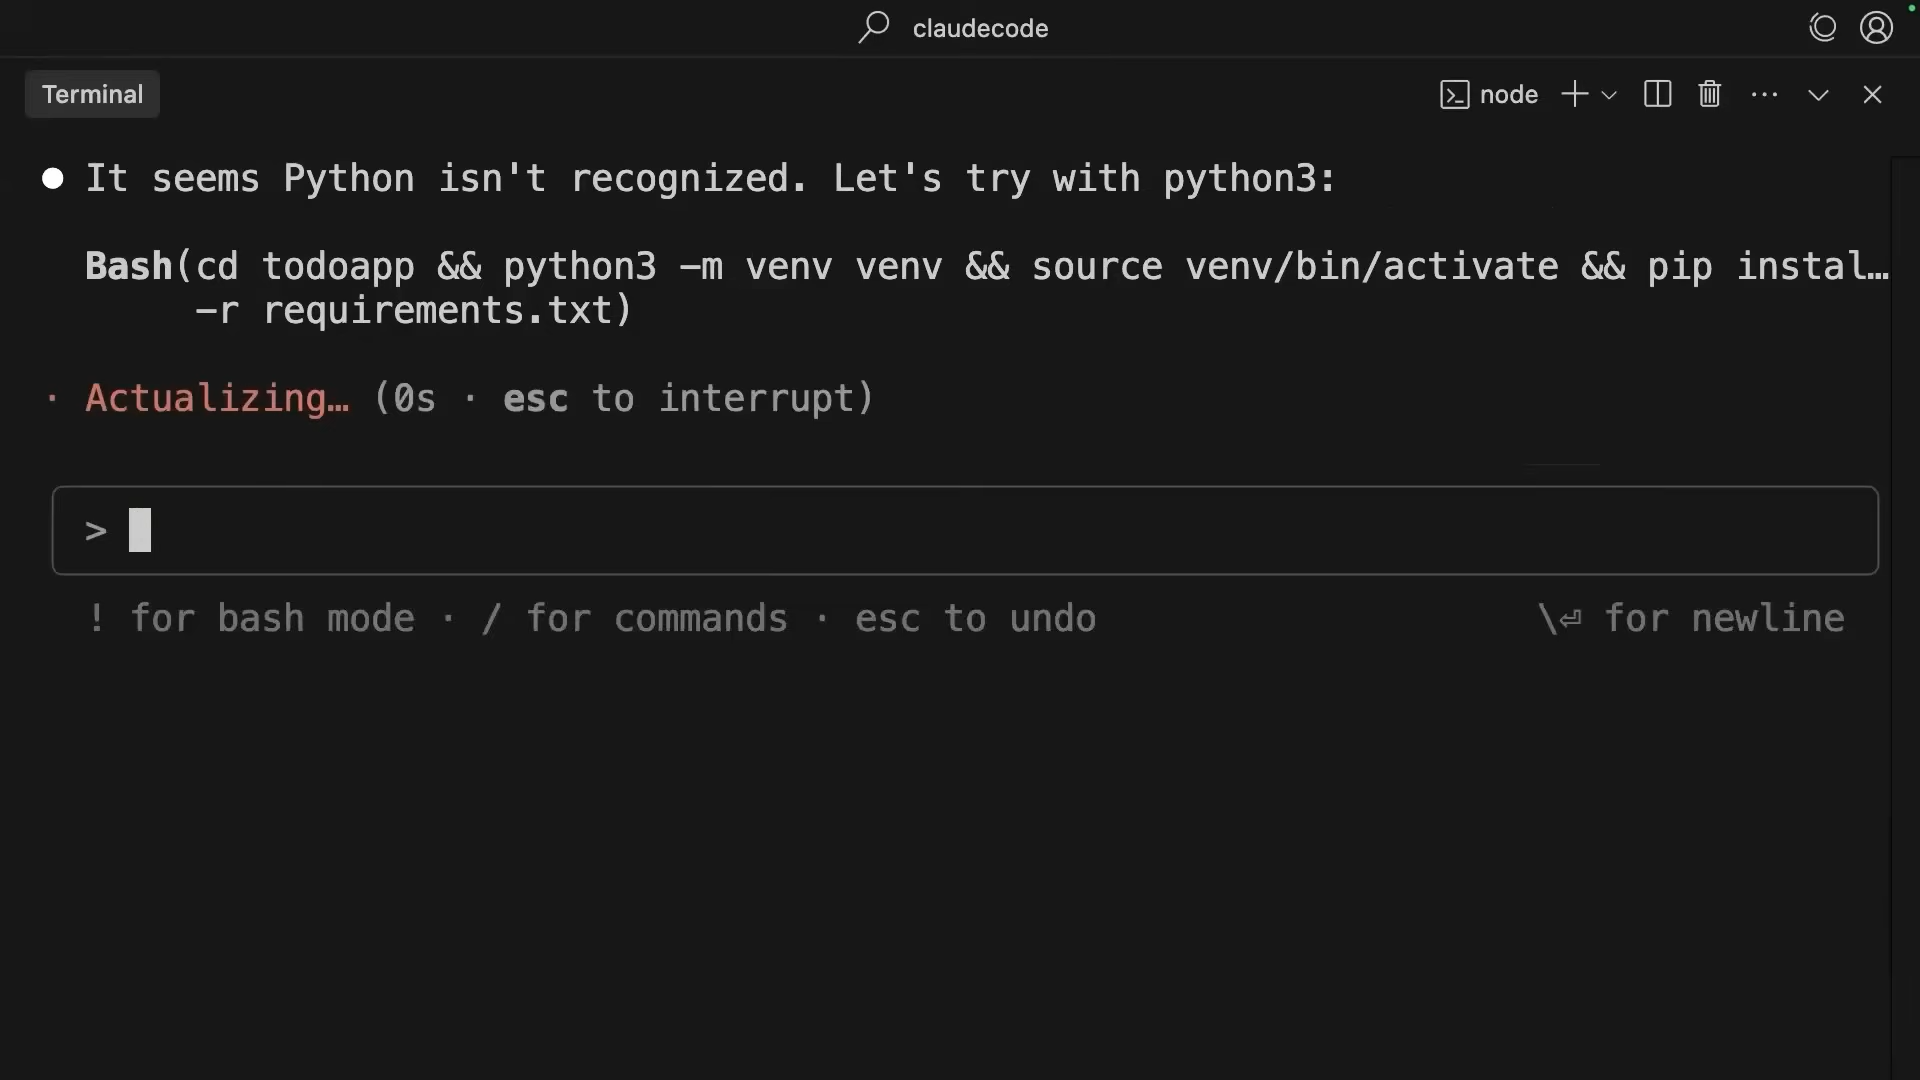 claudecode
Terminal
node
It seems Python isn't recognized. Let's try with python3:
Bash(cd todoapp && python3 -m venv venv && source venv/bin/activate && pip instal…
-r requirements.txt)
· Actualizing… (0s · esc to interrupt)
>
! for bash mode · / for commands · esc to undo
\⏎ for newline